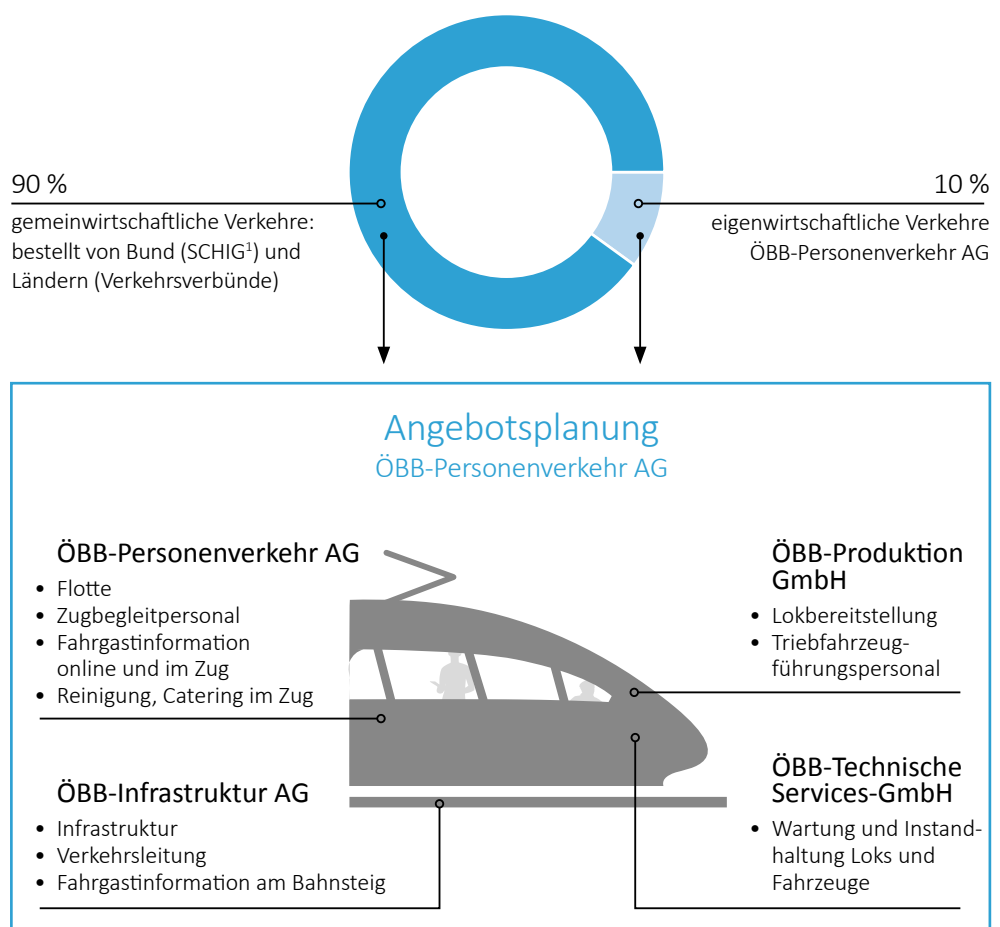 90 %
gemeinwirtschaftliche Verkehre:
bestellt von Bund (SCHIG¹) und
Ländern (Verkehrsverbünde)
10 %
eigenwirtschaftliche Verkehre
ÖBB-Personenverkehr AG
Angebotsplanung
ÖBB-Personenverkehr AG
ÖBB-Personenverkehr AG
• Flotte
• Zugbegleitpersonal
• Fahrgastinformation
online und im Zug
• Reinigung, Catering im Zug
ÖBB-Produktion
GmbH
• Lokbereitstellung
• Triebfahrzeug-
führungspersonal
ÖBB-Infrastruktur AG
• Infrastruktur
• Verkehrsleitung
• Fahrgastinformation am Bahnsteig
ÖBB-Technische
Services-GmbH
• Wartung und Instand-
haltung Loks und
Fahrzeuge